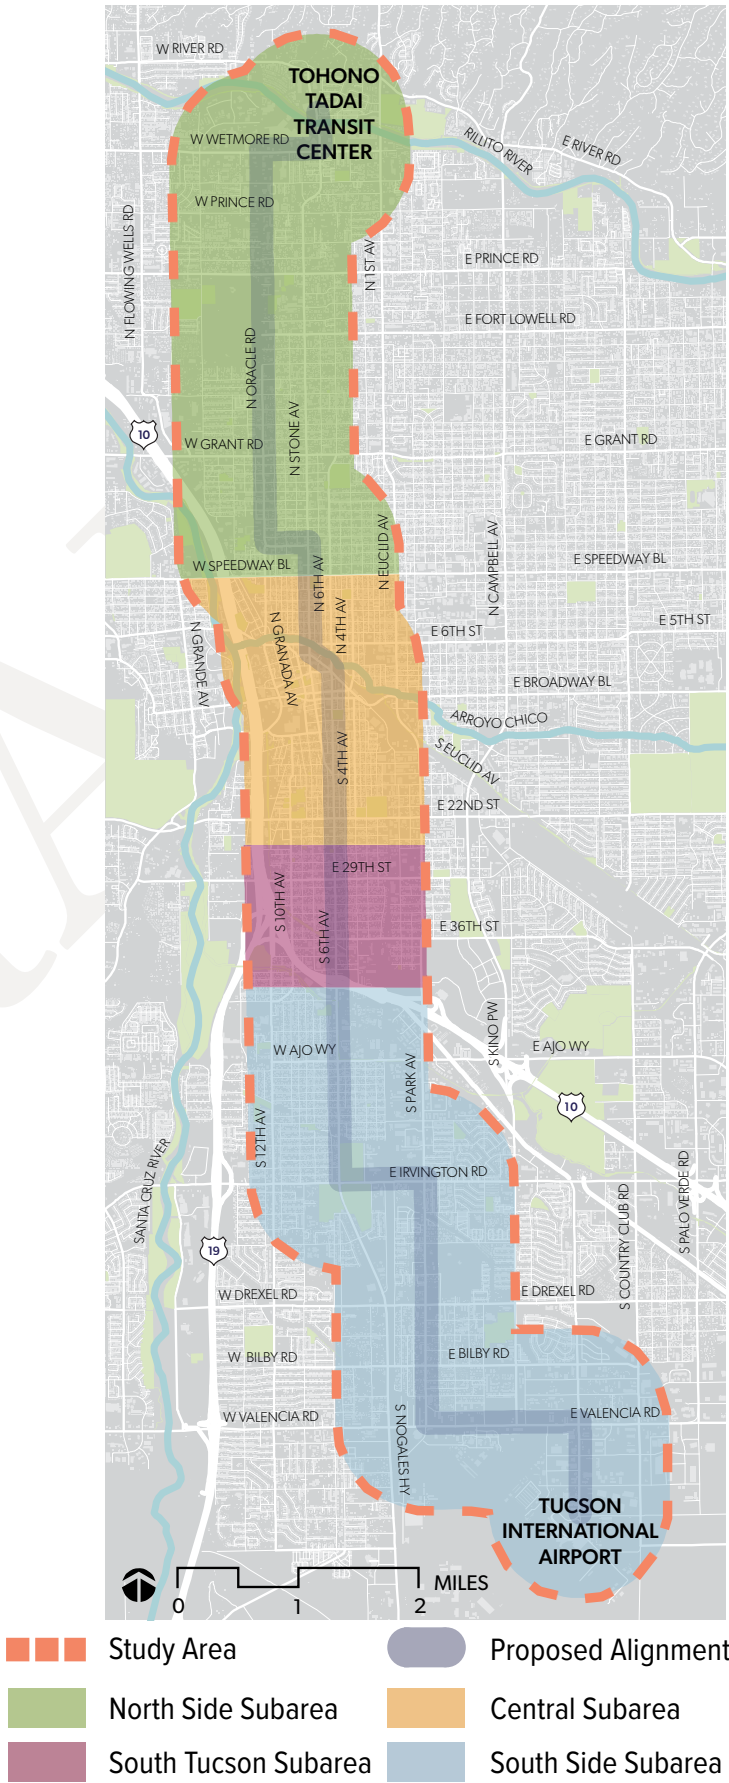 W RIVER RD
TOHONO
TADAI
TRANSIT
CENTER
W WETMORE RD
RILLITO RIVER
E RIVER RD
W PRINCE RD
N FLOWING WELLS RD
N 1ST AV
E PRINCE RD
E FORT LOWELL RD
N ORACLE RD
N STONE AV
10
W GRANT RD
E GRANT RD
N EUCLID AV
N CAMPBELL AV
W SPEEDWAY BL
E SPEEDWAY BL
N 6TH AV
N 4TH AV
N GRANDE AV
N GRANADA AV
E 6TH ST
E 5TH ST
E BROADWAY BL
ARROYO CHICO
S EUCLID AV
S 4TH AV
E 22ND ST
E 29TH ST
S 10TH AV
S 6TH AV
E 36TH ST
S KINO PW
W AJO WY
E AJO WY
S PARK AV
10
S 12TH AV
SANTA CRUZ RIVER
E IRVINGTON RD
S COUNTRY CLUB RD
S PALO VERDE RD
19
W DREXEL RD
E DREXEL RD
W BILBY RD
E BILBY RD
W VALENCIA RD
E VALENCIA RD
S NOGALES HY
TUCSON
INTERNATIONAL
AIRPORT
MILES
0 1 2
Study Area
Proposed Alignment
North Side Subarea
Central Subarea
South Tucson Subarea
South Side Subarea